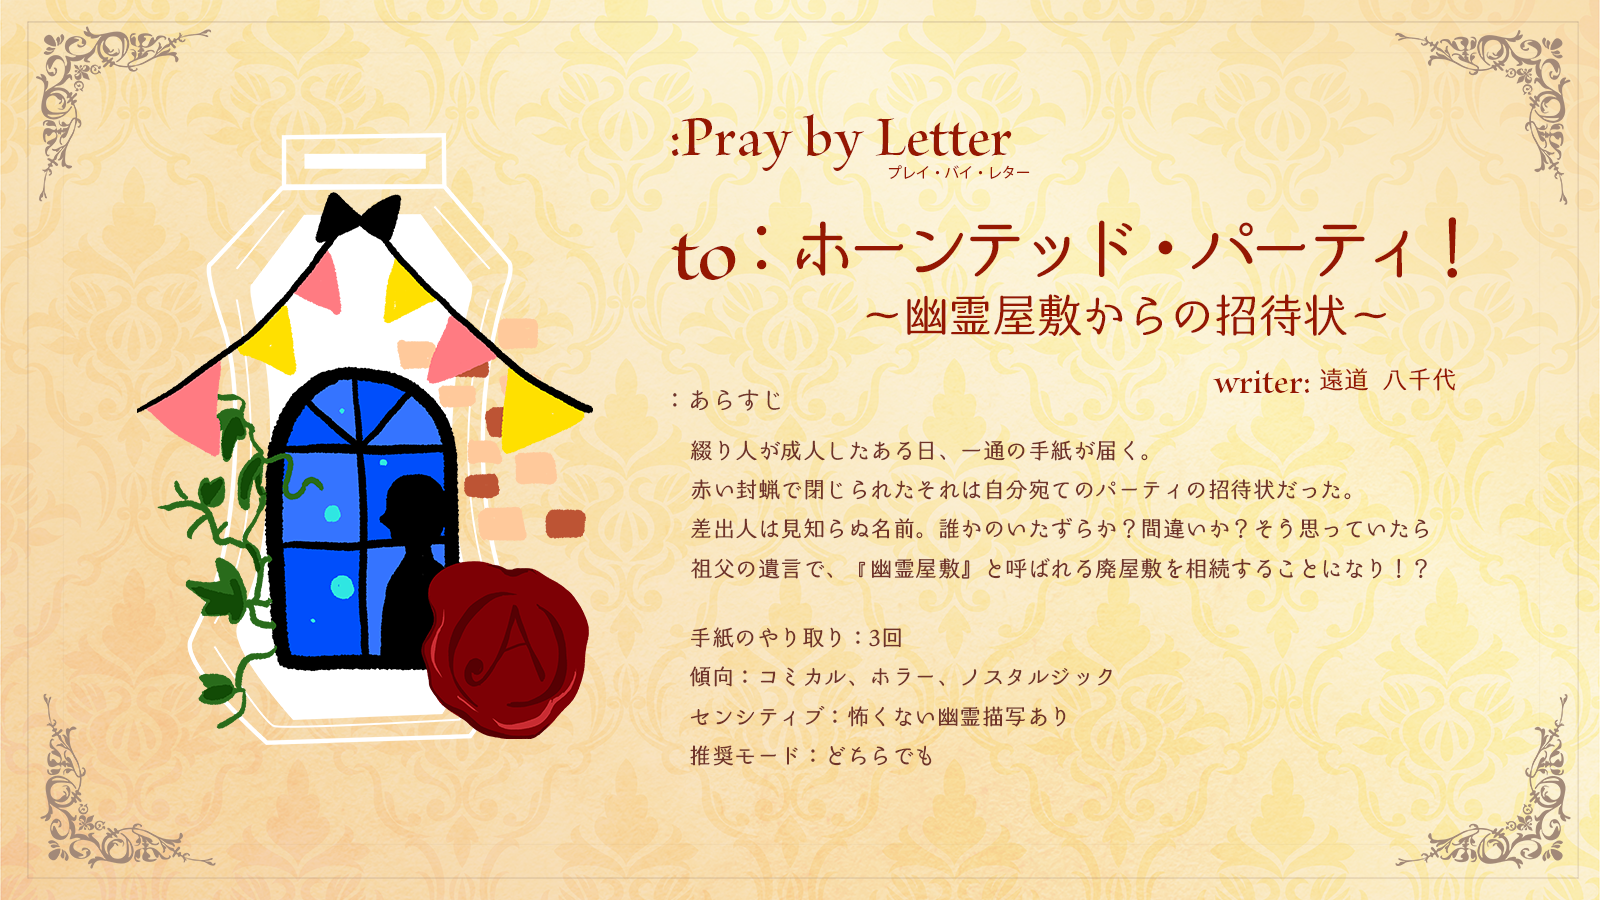 :Pray by Letter
プレイ・バイ・レター
to：ホーンテッド・パーティ！
～幽霊屋敷からの招待状～
writer: 遠道 八千代
：あらすじ
綴り人が成人したある日、一通の手紙が届く。
赤い封蝋で閉じられたそれは自分宛てのパーティの招待状だった。
差出人は見知らぬ名前。誰かのいたずらか？間違いか？そう思っていたら
祖父の遺言で、『幽霊屋敷』と呼ばれる廃屋敷を相続することになり！？
手紙のやり取り：3回
傾向：コミカル、ホラー、ノスタルジック
センシティブ：怖くない幽霊描写あり
推奨モード：どちらでも
A